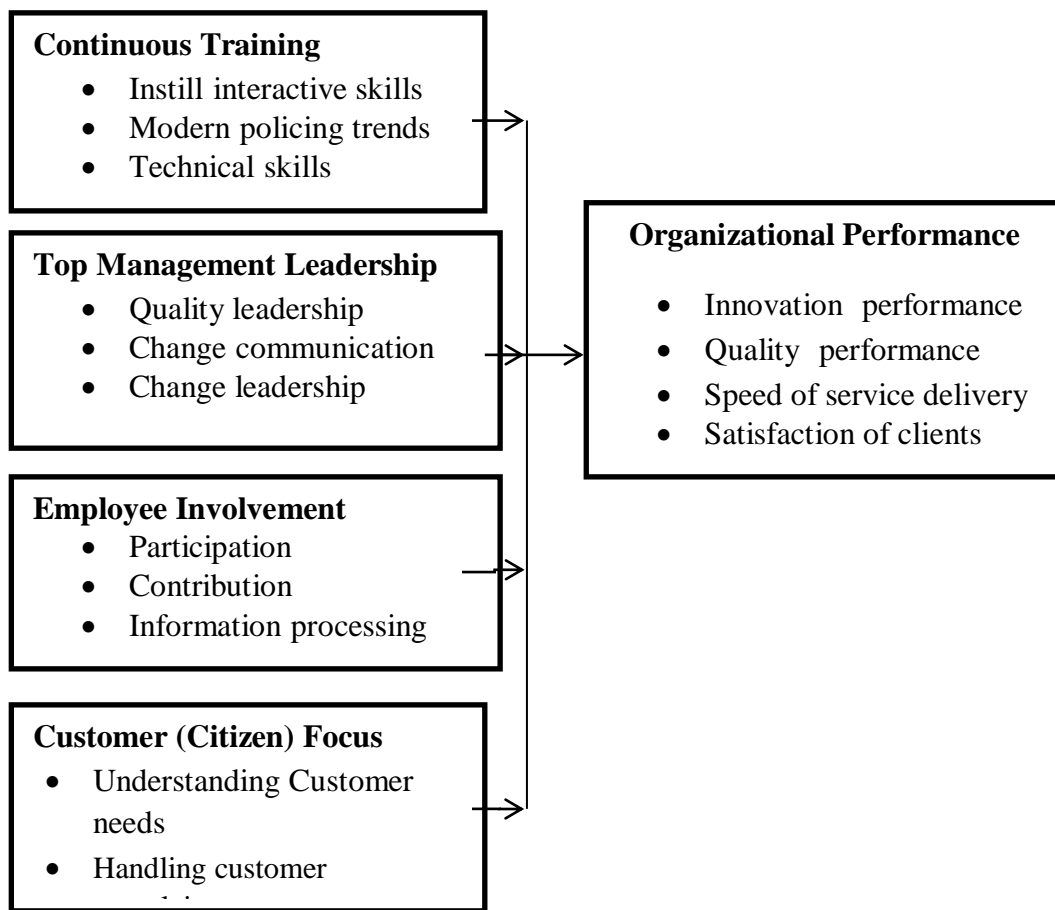 Continuous Training
• Instill interactive skills
• Modern policing trends
• Technical skills
Top Management Leadership
• Quality leadership
• Change communication
• Change leadership
Employee Involvement
• Participation
• Contribution
• Information processing
Customer (Citizen) Focus
• Understanding Customer
needs
• Handling customer
Organizational Performance
• Innovation performance
• Quality performance
• Speed of service delivery
• Satisfaction of clients